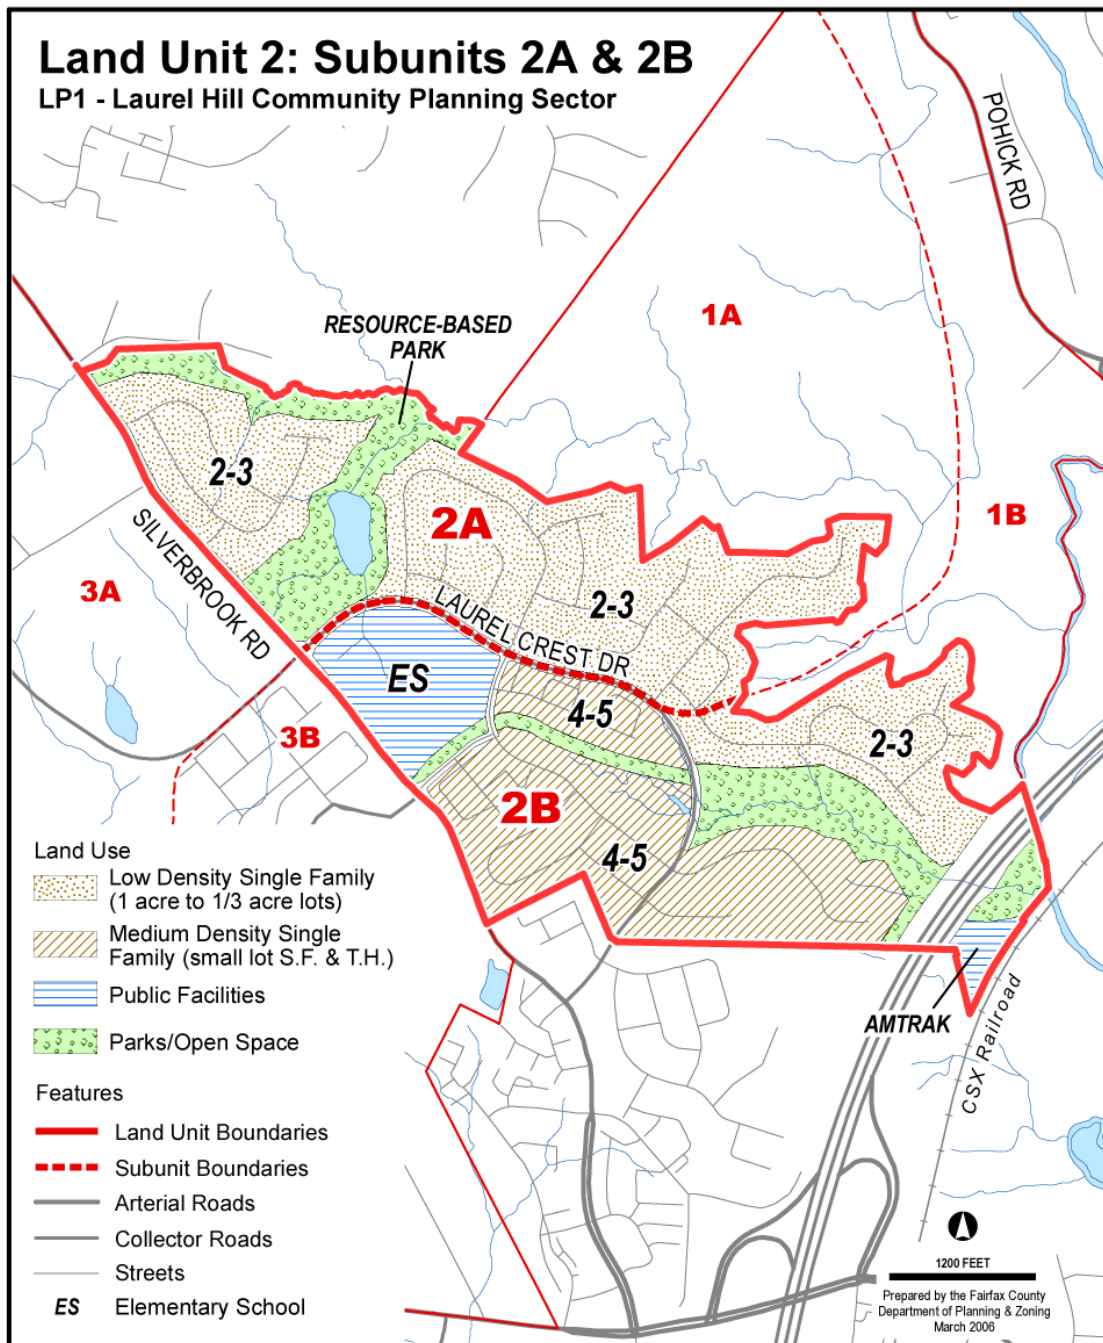 Land Unit 2: Subunits 2A & 2B
LP1 - Laurel Hill Community Planning Sector
POHICK RD
RESOURCE-BASED
PARK
1A
2-3
2A
1B
SILVERBROOK RD
3A
LAUREL CREST DR
2-3
ES
4-5
3B
2-3
2B
4-5
Land Use
Low Density Single Family
(1 acre to 1/3 acre lots)
Medium Density Single
Family (small lot S.F. & T.H.)
Public Facilities
Parks/Open Space
AMTRAK
CSX Railroad
Features
Land Unit Boundaries
Subunit Boundaries
Arterial Roads
Collector Roads
Streets
ES Elementary School
1200 FEET
Prepared by the Fairfax County
Department of Planning & Zoning
March 2006